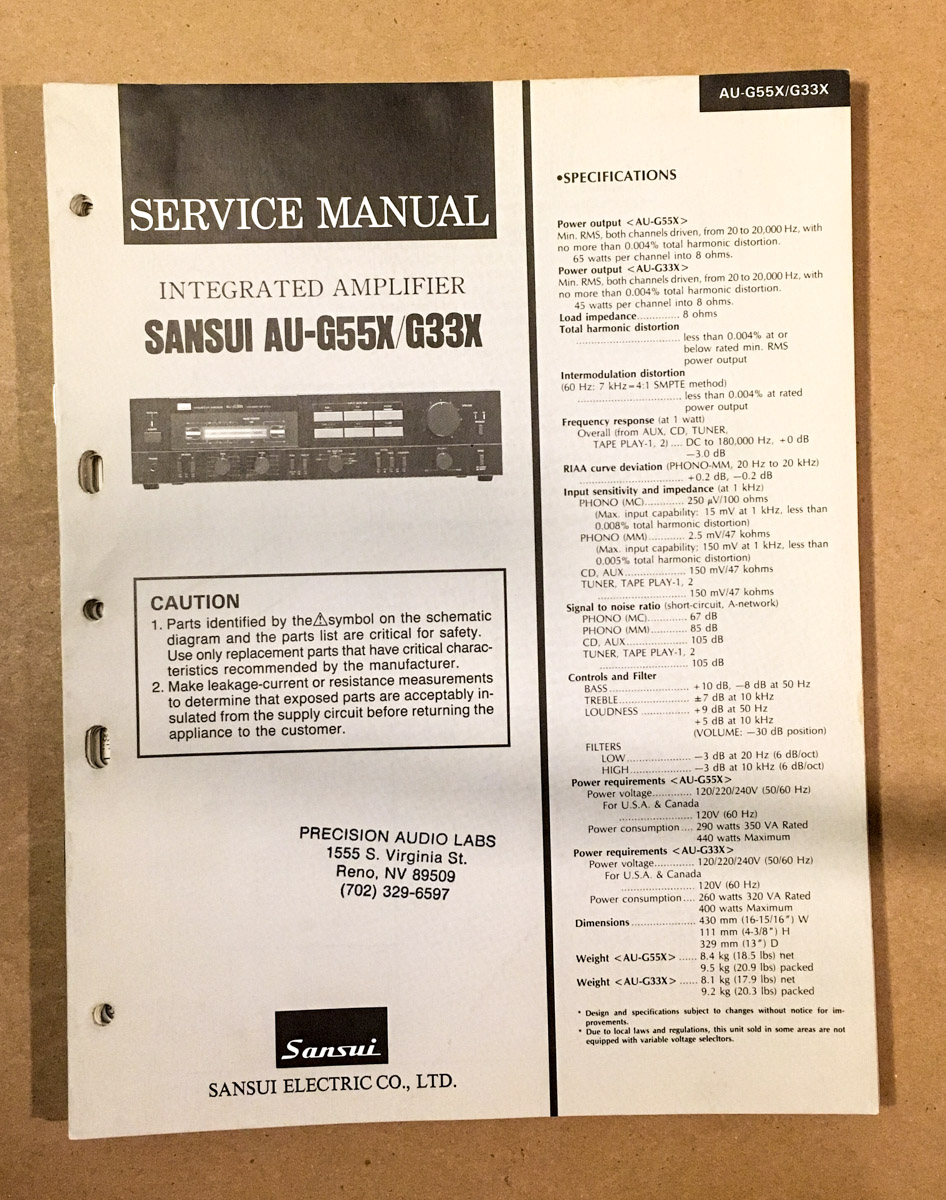 SERVICE MANUAL
INTEGRATED AMPLIFIER
SANSUI AU-G55X/G33X
CAUTION
1. Parts identified by the ⚠ symbol on the schematic
diagram and the parts list are critical for safety.
Use only replacement parts that have critical charac-
teristics recommended by the manufacturer.
2. Make leakage-current or resistance measurements
to determine that exposed parts are acceptably in-
sulated from the supply circuit before returning the
appliance to the customer.
PRECISION AUDIO LABS
1555 S. Virginia St.
Reno, NV 89509
(702) 329-6597
Sansui
SANSUI ELECTRIC CO., LTD.
AU-G55X/G33X
•SPECIFICATIONS
Power output <AU-G55X>
Min. RMS, both channels driven, from 20 to 20,000 Hz, with
no more than 0.004% total harmonic distortion.
65 watts per channel into 8 ohms.
Power output <AU-G33X>
Min. RMS, both channels driven, from 20 to 20,000 Hz, with
no more than 0.004% total harmonic distortion.
45 watts per channel into 8 ohms.
Load impedance............. 8 ohms
Total harmonic distortion
............................... less than 0.004% at or
below rated min. RMS
power output
Intermodulation distortion
(60 Hz: 7 kHz=4:1 SMPTE method)
............................... less than 0.004% at rated
power output
Frequency response (at 1 watt)
Overall (from AUX, CD, TUNER,
TAPE PLAY-1, 2) .... DC to 180,000 Hz, +0 dB
−3.0 dB
RIAA curve deviation (PHONO-MM, 20 Hz to 20 kHz)
............................... +0.2 dB, −0.2 dB
Input sensitivity and impedance (at 1 kHz)
PHONO (MC)............ 250 μV/100 ohms
(Max. input capability: 15 mV at 1 kHz, less than
0.008% total harmonic distortion)
PHONO (MM)........... 2.5 mV/47 kohms
(Max. input capability: 150 mV at 1 kHz, less than
0.005% total harmonic distortion)
CD, AUX.................... 150 mV/47 kohms
TUNER, TAPE PLAY-1, 2
............................... 150 mV/47 kohms
Signal to noise ratio (short-circuit, A-network)
PHONO (MC)............ 67 dB
PHONO (MM)........... 85 dB
CD, AUX.................... 105 dB
TUNER, TAPE PLAY-1, 2
............................... 105 dB
Controls and Filter
BASS.......................... +10 dB, −8 dB at 50 Hz
TREBLE...................... ±7 dB at 10 kHz
LOUDNESS ............... +9 dB at 50 Hz
+5 dB at 10 kHz
(VOLUME: −30 dB position)
FILTERS
LOW..................... −3 dB at 20 Hz (6 dB/oct)
HIGH.................... −3 dB at 10 kHz (6 dB/oct)
Power requirements <AU-G55X>
Power voltage............ 120/220/240V (50/60 Hz)
For U.S.A. & Canada
........................ 120V (60 Hz)
Power consumption.... 290 watts 350 VA Rated
440 watts Maximum
Power requirements <AU-G33X>
Power voltage............ 120/220/240V (50/60 Hz)
For U.S.A. & Canada
........................ 120V (60 Hz)
Power consumption.... 260 watts 320 VA Rated
400 watts Maximum
Dimensions..................... 430 mm (16-15/16") W
111 mm (4-3/8") H
329 mm (13") D
Weight <AU-G55X> ...... 8.4 kg (18.5 lbs) net
9.5 kg (20.9 lbs) packed
Weight <AU-G33X> ...... 8.1 kg (17.9 lbs) net
9.2 kg (20.3 lbs) packed
* Design and specifications subject to changes without notice for im-
provements.
* Due to local laws and regulations, this unit sold in some areas are not
equipped with variable voltage selecltors.